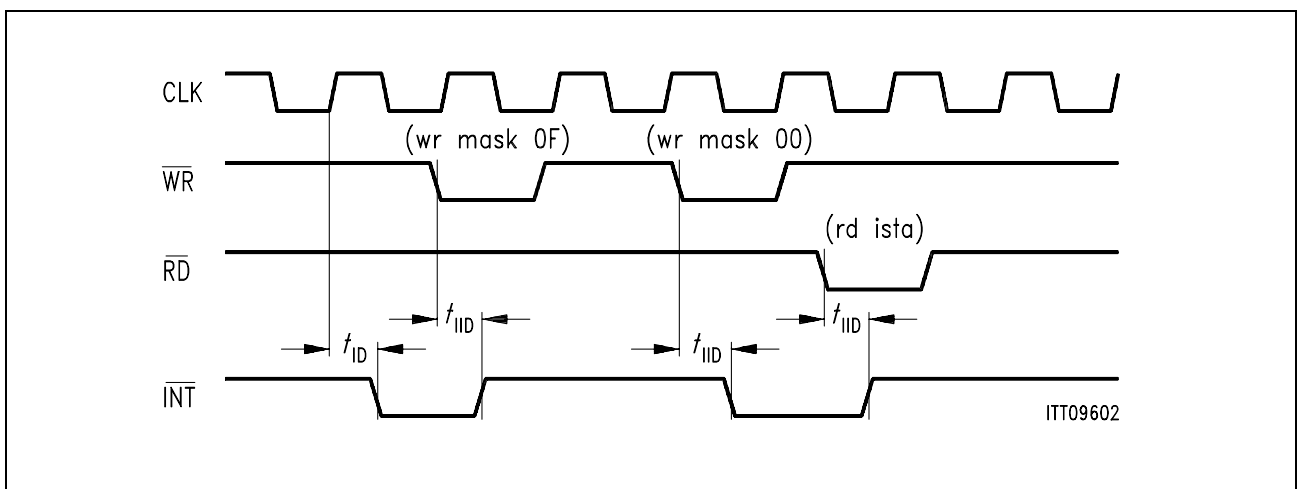 CLK
(wr mask 0F) (wr mask 00)
WR
(rd ista)
RD
tIID tIID
tID tIID
INT
ITT09602